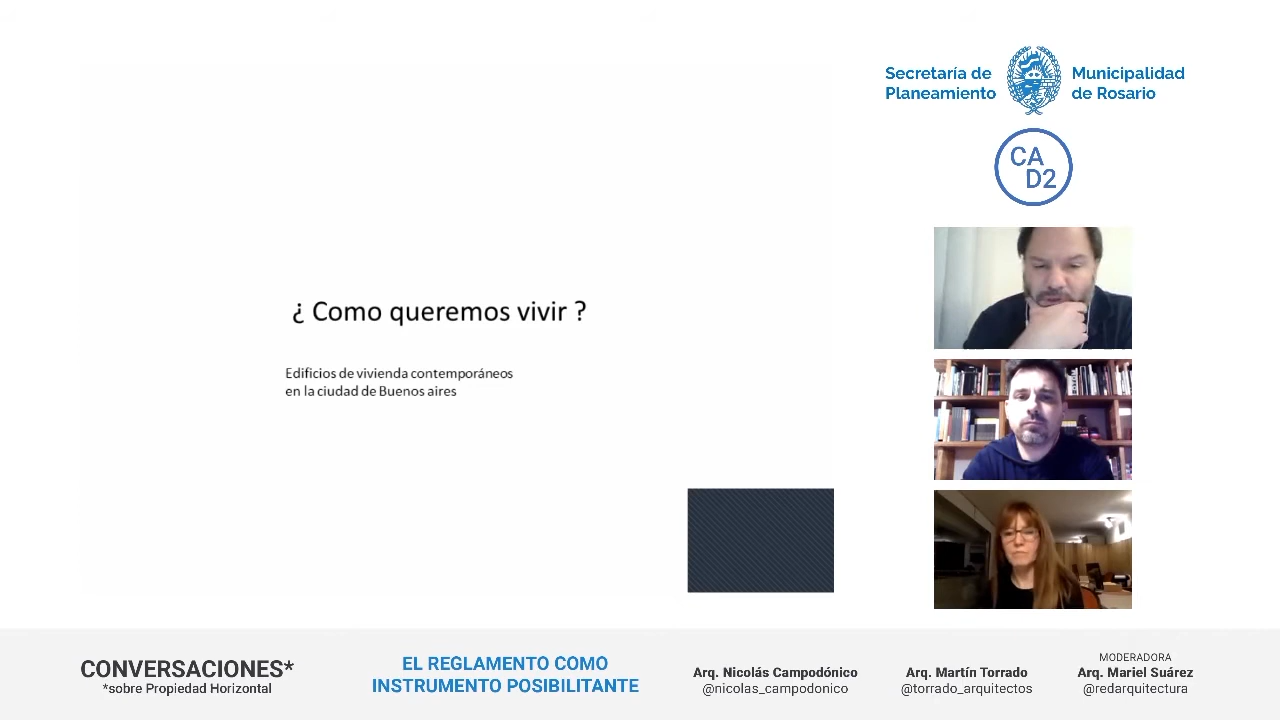 Secretaría de
Planeamiento
Municipalidad
de Rosario
CA
D2
¿ Como queremos vivir ?
Edificios de vivienda contemporáneos
en la ciudad de Buenos aires
CONVERSACIONES*
*sobre Propiedad Horizontal
EL REGLAMENTO COMO
INSTRUMENTO POSIBILITANTE
Arq. Nicolás Campodónico
@nicolas_campodonico
Arq. Martín Torrado
@torrado_arquitectos
MODERADORA
Arq. Mariel Suárez
@redarquitectura